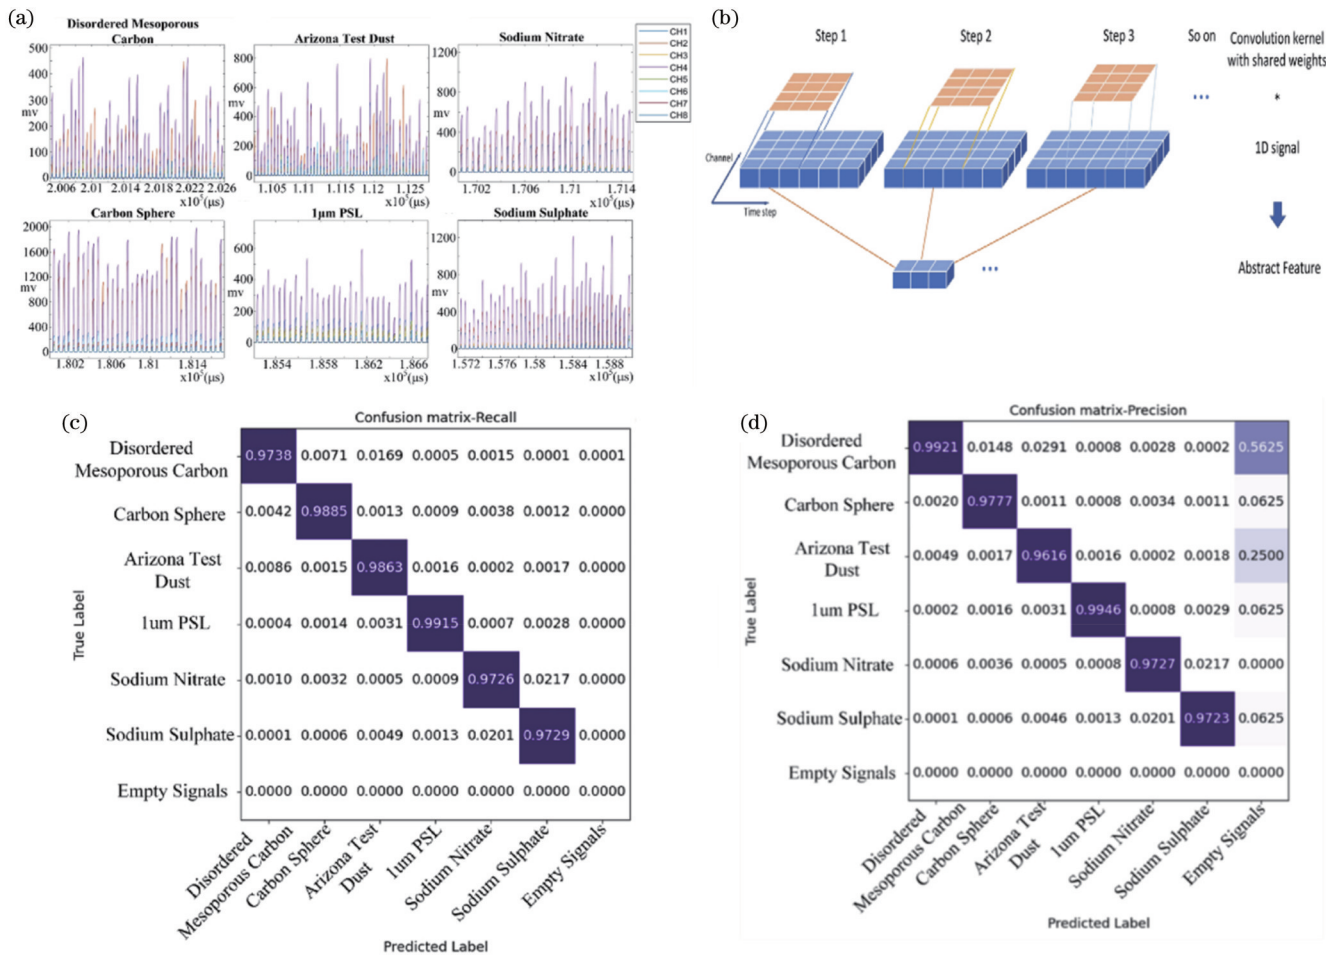 (a)
Disordered Mesoporous
Carbon
500
400
300
mv
200
100
0
2.006 2.01 2.014 2.018 2.022 2.026
x10⁵(μs)
Arizona Test Dust
800
600
mv
400
200
0
1.105 1.11 1.115 1.12 1.125
x10⁵(μs)
Sodium Nitrate
1200
800
mv
400
0
1.702 1.706 1.71 1.714
x10⁵(μs)
CH1
CH2
CH3
CH4
CH5
CH6
CH7
CH8
Carbon Sphere
2000
1600
1200
mv
800
400
0
1.802 1.806 1.81 1.814
x10⁵(μs)
1μm PSL
600
400
mv
200
0
1.854 1.858 1.862 1.866
x10⁵(μs)
Sodium Sulphate
1200
800
mv
400
0
1.572 1.576 1.58 1.584 1.588
x10⁵(μs)
(b)
Step 1 Step 2 Step 3 So on
Convolution kernel
with shared weights
...
*
1D signal
Channel
Time step
...
Abstract Feature
(c)
Confusion matrix-Recall
True Label
Disordered
Mesoporous Carbon
0.9738 0.0071 0.0169 0.0005 0.0015 0.0001 0.0001
Carbon Sphere 0.0042 0.9885 0.0013 0.0009 0.0038 0.0012 0.0000
Arizona Test
Dust
0.0086 0.0015 0.9863 0.0016 0.0002 0.0017 0.0000
1um PSL 0.0004 0.0014 0.0031 0.9915 0.0007 0.0028 0.0000
Sodium Nitrate 0.0010 0.0032 0.0005 0.0009 0.9726 0.0217 0.0000
Sodium Sulphate 0.0001 0.0006 0.0049 0.0013 0.0201 0.9729 0.0000
Empty Signals 0.0000 0.0000 0.0000 0.0000 0.0000 0.0000 0.0000
Disordered
Mesoporous Carbon
Carbon Sphere
Arizona Test
Dust
1um PSL
Sodium Nitrate
Sodium Sulphate
Empty Signals
Predicted Label
(d)
Confusion matrix-Precision
True Label
Disordered
Mesoporous Carbon
0.9921 0.0148 0.0291 0.0008 0.0028 0.0002 0.5625
Carbon Sphere 0.0020 0.9777 0.0011 0.0008 0.0034 0.0011 0.0625
Arizona Test
Dust
0.0049 0.0017 0.9616 0.0016 0.0002 0.0018 0.2500
1um PSL 0.0002 0.0016 0.0031 0.9946 0.0008 0.0029 0.0625
Sodium Nitrate 0.0006 0.0036 0.0005 0.0008 0.9727 0.0217 0.0000
Sodium Sulphate 0.0001 0.0006 0.0046 0.0013 0.0201 0.9723 0.0625
Empty Signals 0.0000 0.0000 0.0000 0.0000 0.0000 0.0000 0.0000
Disordered
Mesoporous Carbon
Carbon Sphere
Arizona Test
Dust
1um PSL
Sodium Nitrate
Sodium Sulphate
Empty Signals
Predicted Label